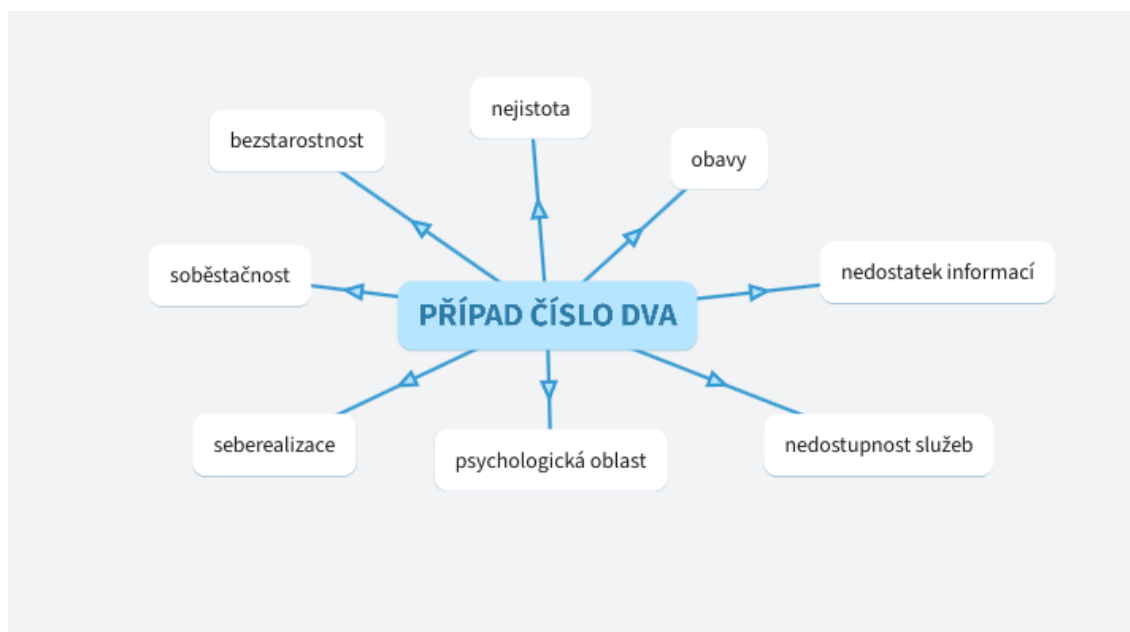 nejistota
bezstarostnost
obavy
soběstačnost
nedostatek informací
PŘÍPAD ČÍSLO DVA
seberealizace
psychologická oblast
nedostupnost služeb